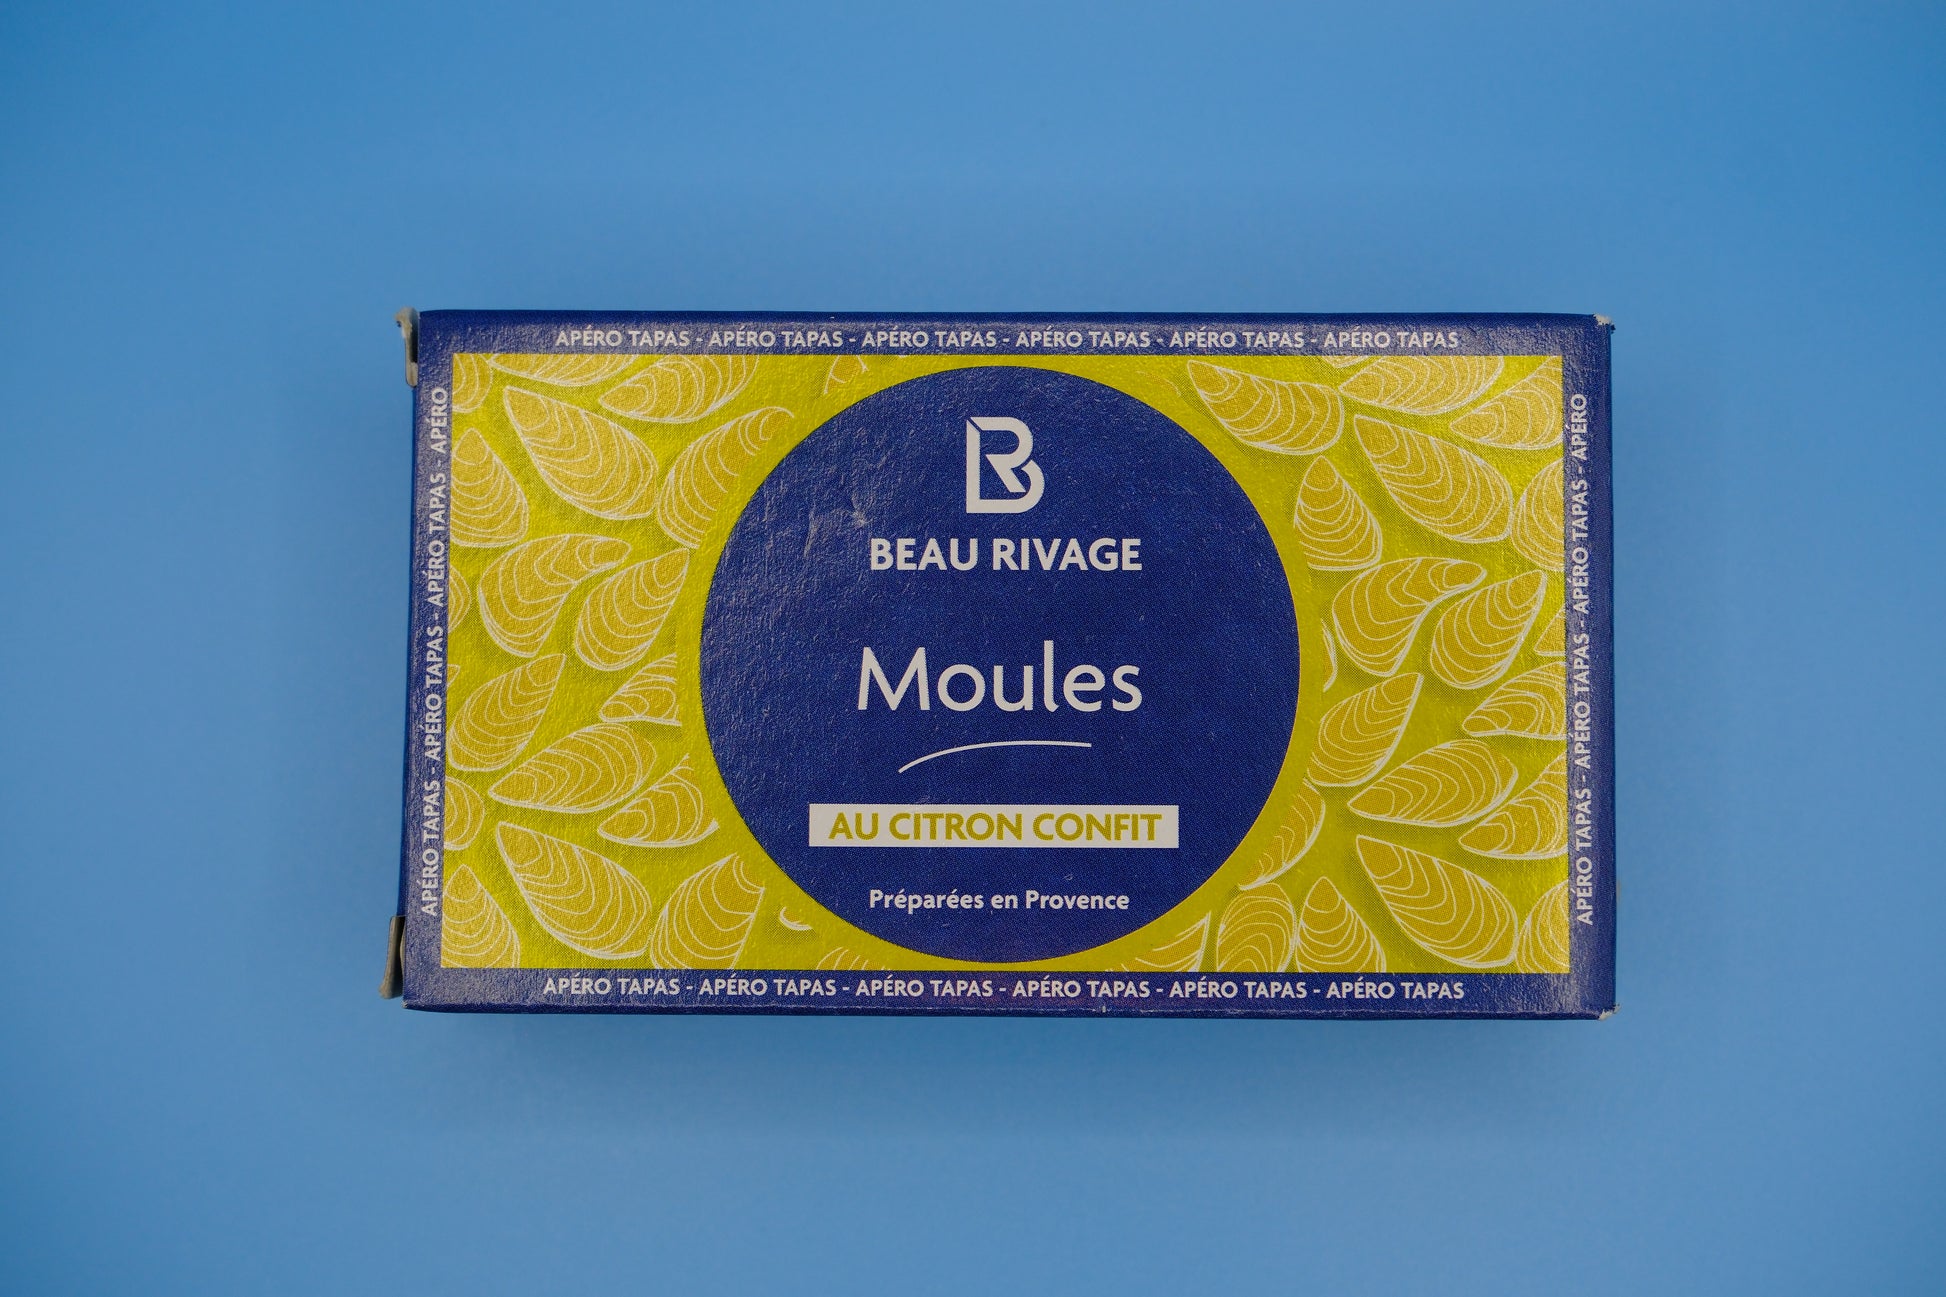 APÉRO TAPAS - APÉRO TAPAS - APÉRO TAPAS - APÉRO TAPAS - APÉRO TAPAS - APÉRO TAPAS
APÉRO TAPAS - APÉRO TAPAS - APÉRO TAPAS - APÉRO
BR
BEAU RIVAGE
Moules
AU CITRON CONFIT
Préparées en Provence
APÉRO TAPAS - APÉRO TAPAS - APÉRO TAPAS - APÉRO
APÉRO TAPAS - APÉRO TAPAS - APÉRO TAPAS - APÉRO TAPAS - APÉRO TAPAS - APÉRO TAPAS